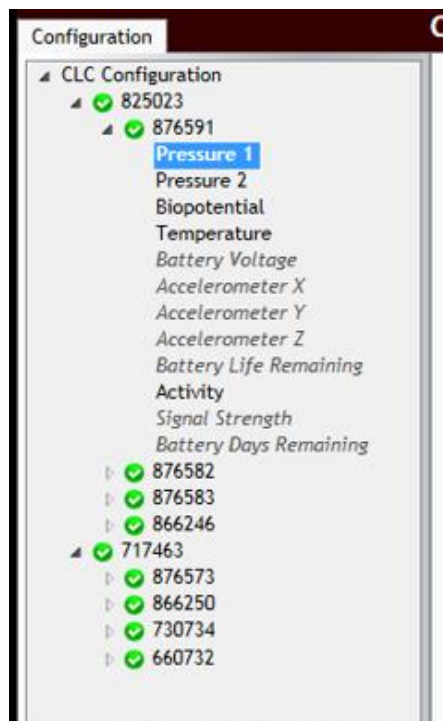 Configuration
CLC Configuration
825023
876591
Pressure 1
Pressure 2
Biopotential
Temperature
Battery Voltage
Accelerometer X
Accelerometer Y
Accelerometer Z
Battery Life Remaining
Activity
Signal Strength
Battery Days Remaining
876582
876583
866246
717463
876573
866250
730734
660732